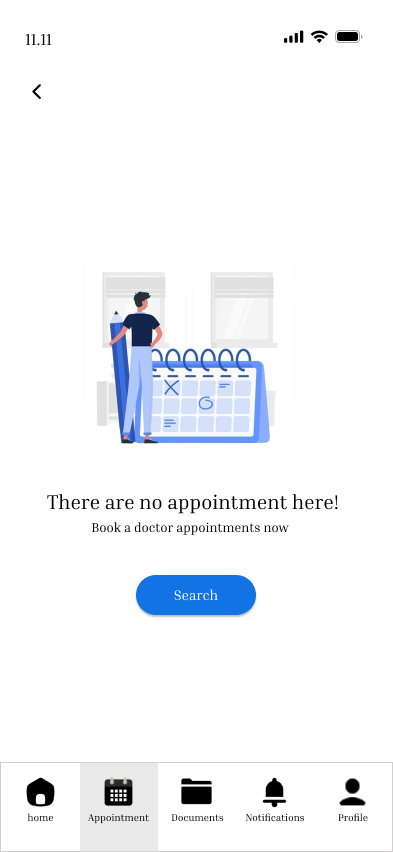 11.11
There are no appointment here!
Book a doctor appointments now
Search
home
Appointment
Documents
Notifications
Profile